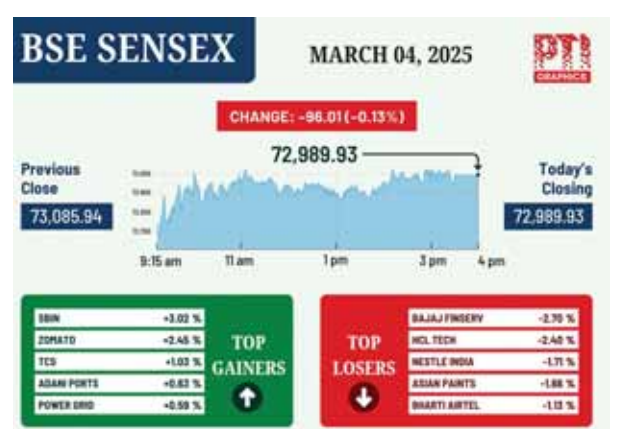 BSE SENSEX
MARCH 04, 2025
PTI
GRAPHICS
CHANGE: -96.01 (-0.13%)
72,989.93
Previous
Close
73,085.94
Today's
Closing
72,989.93
9:15 am 11 am 1 pm 3 pm 4 pm
SBIN +3.02 %
ZOMATO +2.45 %
TCS +1.03 %
ADANI PORTS +0.63 %
POWER GRID +0.59 %
TOP
GAINERS
TOP
LOSERS
BAJAJ FINSERV -2.70 %
HCL TECH -2.40 %
NESTLE INDIA -1.71 %
ASIAN PAINTS
BHARTI AIRTEL -1.13 %